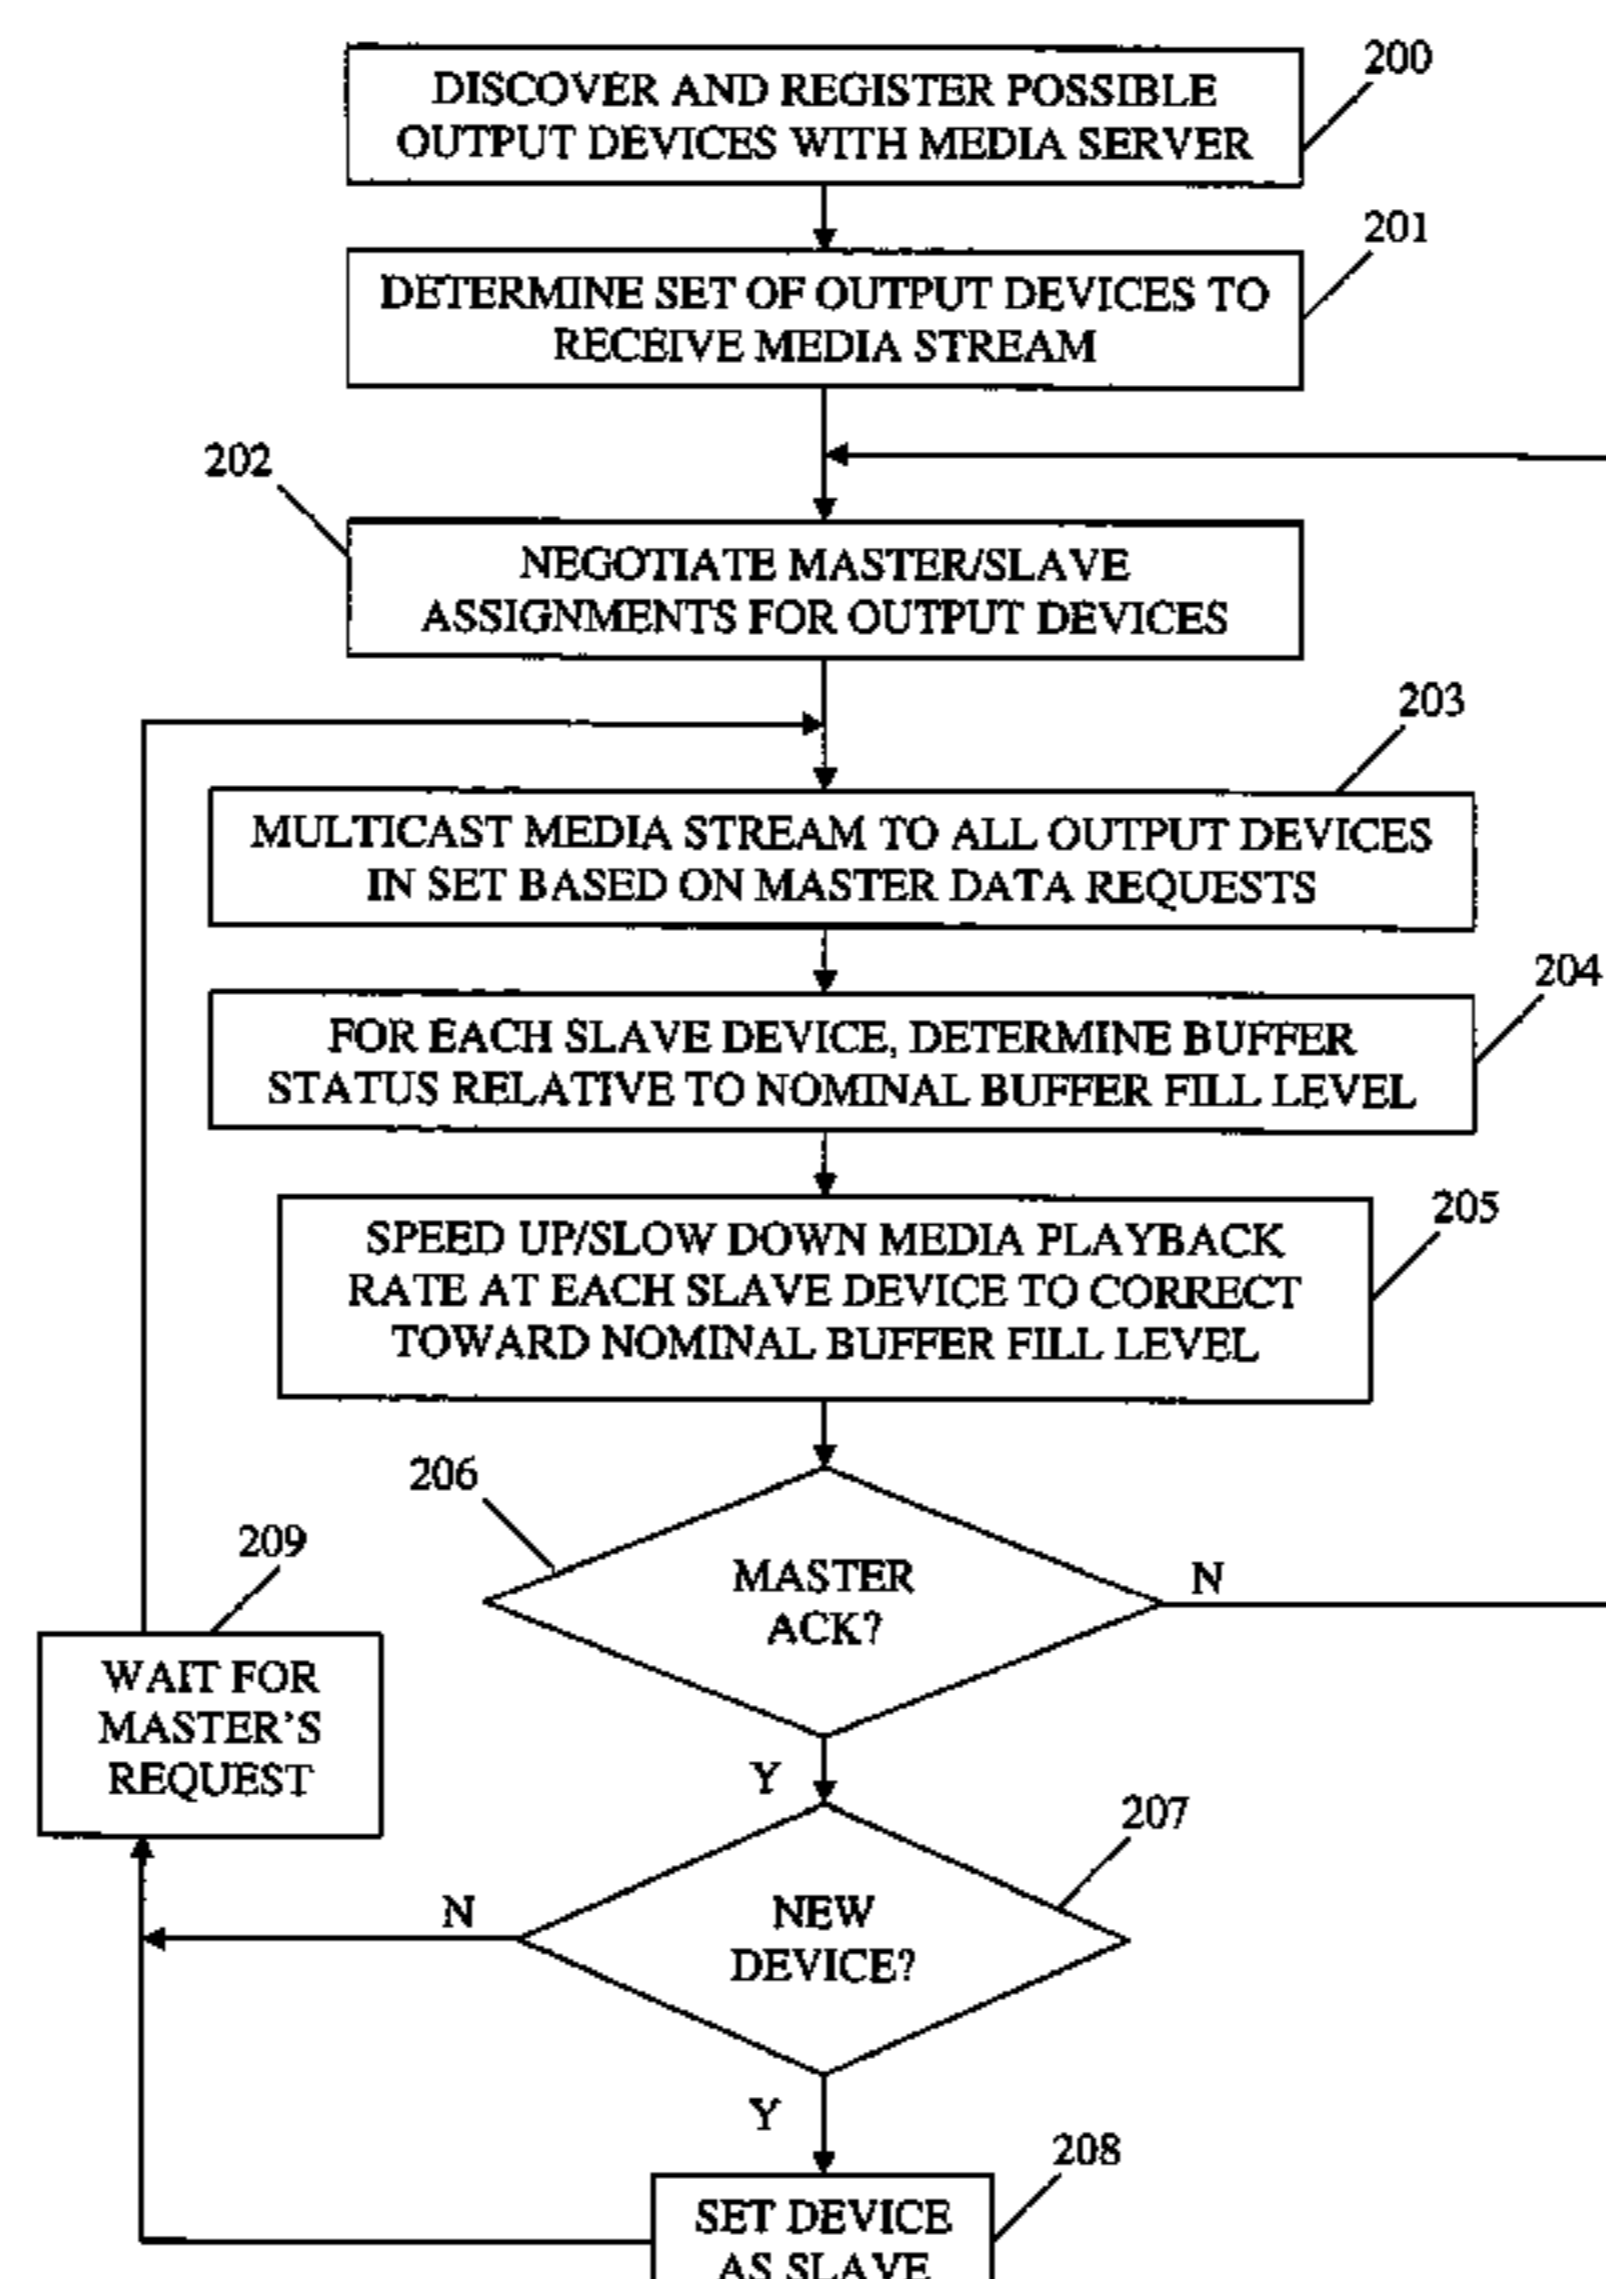 200
DISCOVER AND REGISTER POSSIBLE
OUTPUT DEVICES WITH MEDIA SERVER
201
DETERMINE SET OF OUTPUT DEVICES TO
RECEIVE MEDIA STREAM
202
NEGOTIATE MASTER/SLAVE
ASSIGNMENTS FOR OUTPUT DEVICES
203
MULTICAST MEDIA STREAM TO ALL OUTPUT DEVICES
IN SET BASED ON MASTER DATA REQUESTS
204
FOR EACH SLAVE DEVICE, DETERMINE BUFFER
STATUS RELATIVE TO NOMINAL BUFFER FILL LEVEL
205
SPEED UP/SLOW DOWN MEDIA PLAYBACK
RATE AT EACH SLAVE DEVICE TO CORRECT
TOWARD NOMINAL BUFFER FILL LEVEL
206
MASTER
ACK?
N
209
WAIT FOR
MASTER'S
REQUEST
Y
207
NEW
DEVICE?
N
Y
208
SET DEVICE
AS SLAVE